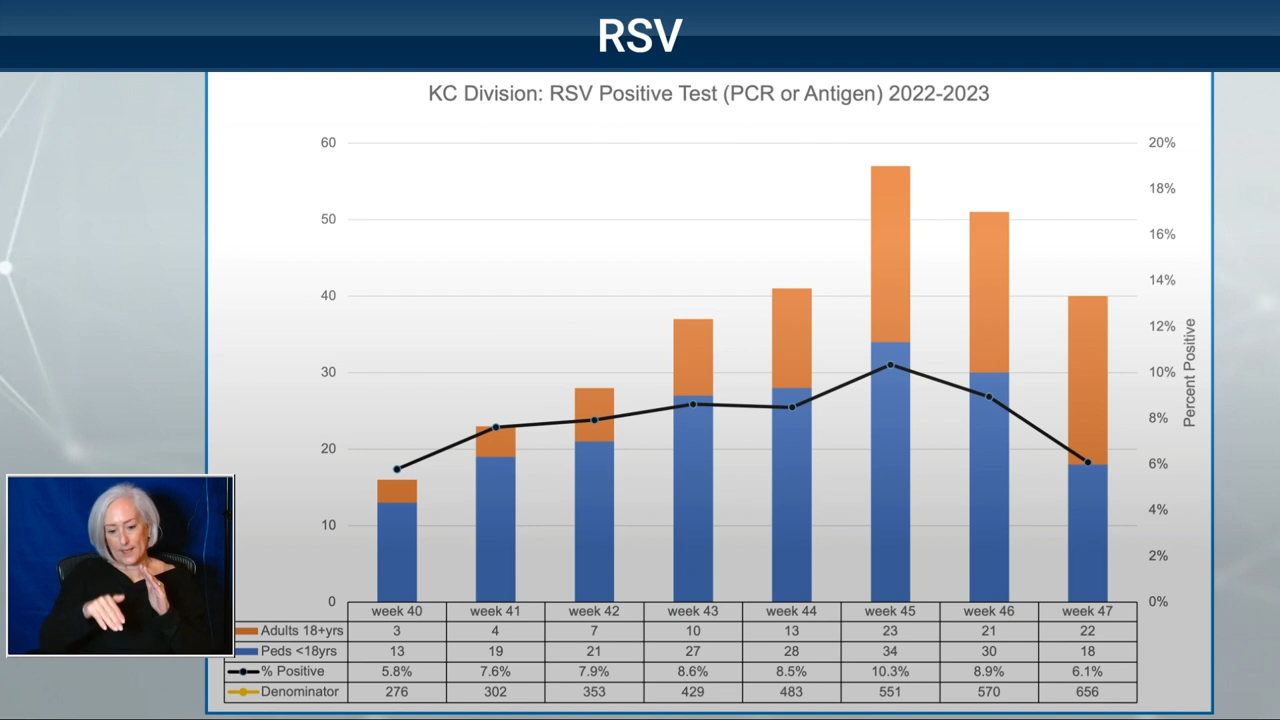 RSV
KC Division: RSV Positive Test (PCR or Antigen) 2022-2023
60
50
40
30
20
10
0
20%
18%
16%
14%
12%
10%
8%
6%
4%
2%
0%
Percent Positive
week 40 week 41 week 42 week 43 week 44 week 45 week 46 week 47
Adults 18+yrs 3 4 7 10 13 23 21 22
Peds <18yrs 13 19 21 27 28 34 30 18
% Positive 5.8% 7.6% 7.9% 8.6% 8.5% 10.3% 8.9% 6.1%
Denominator 276 302 353 429 483 551 570 656